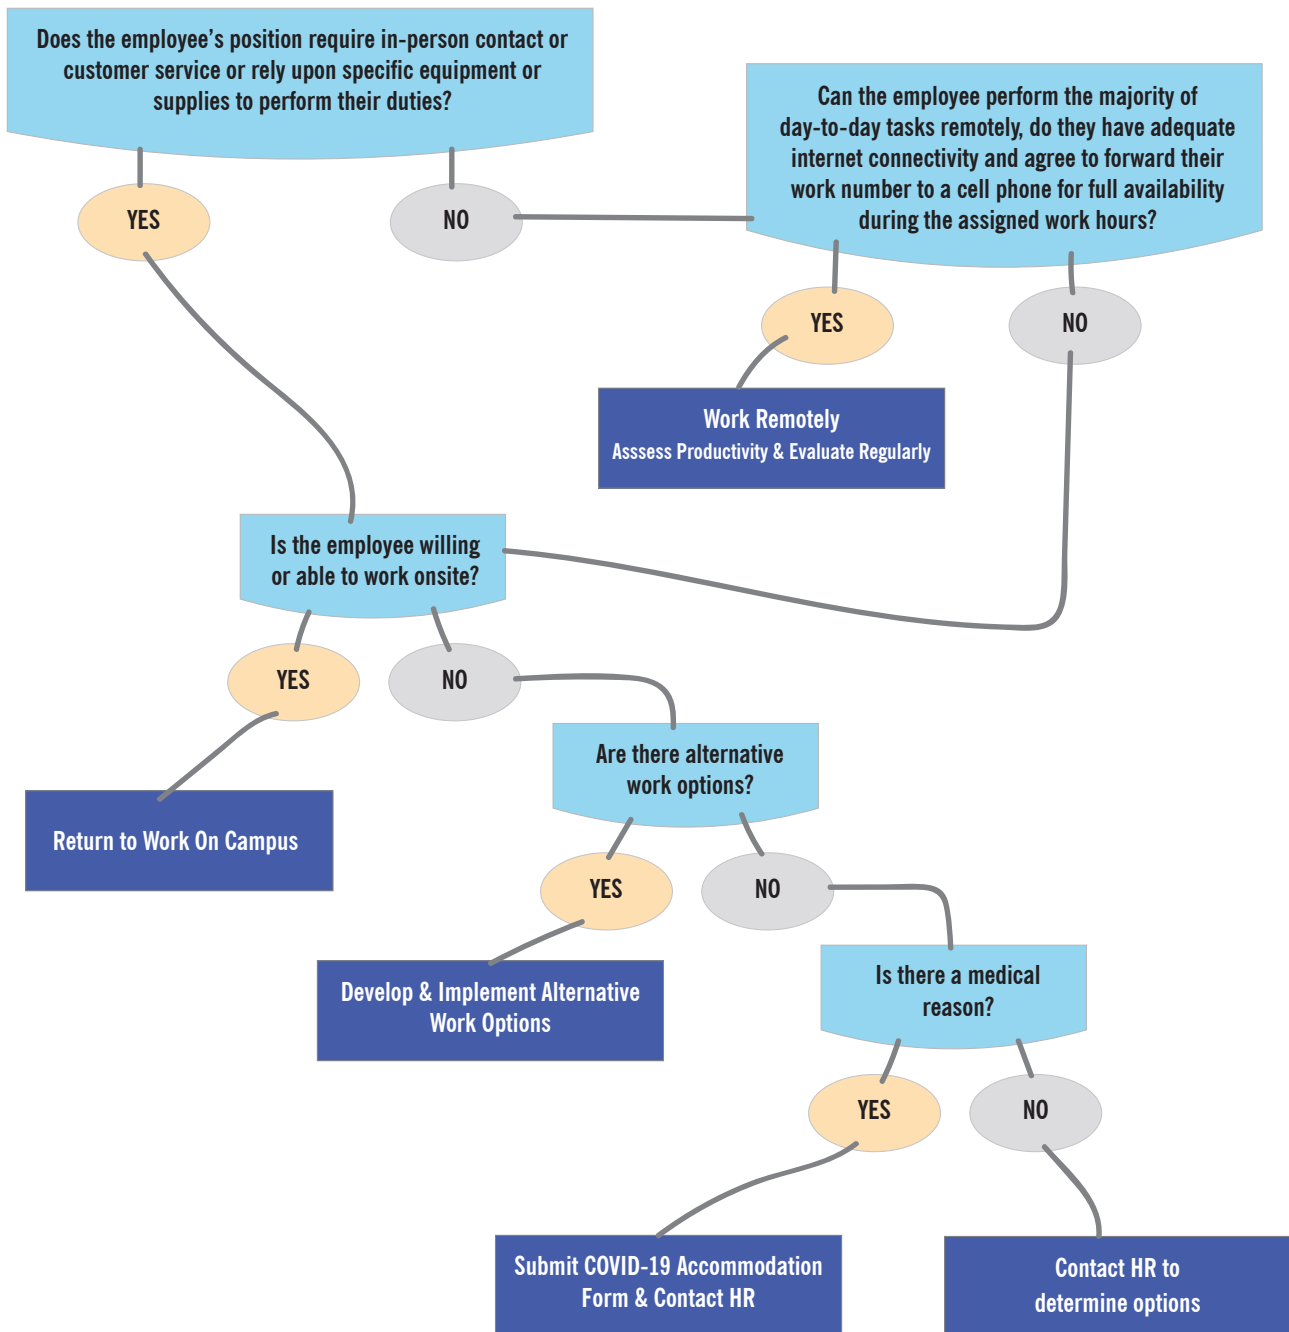 Does the employee’s position require in-person contact or
customer service or rely upon specific equipment or
supplies to perform their duties?
YES
NO
Can the employee perform the majority of
day-to-day tasks remotely, do they have adequate
internet connectivity and agree to forward their
work number to a cell phone for full availability
during the assigned work hours?
YES
NO
Work Remotely
Asssess Productivity & Evaluate Regularly
Is the employee willing
or able to work onsite?
YES
NO
Return to Work On Campus
Are there alternative
work options?
YES
NO
Develop & Implement Alternative
Work Options
Is there a medical
reason?
YES
NO
Submit COVID-19 Accommodation
Form & Contact HR
Contact HR to
determine options